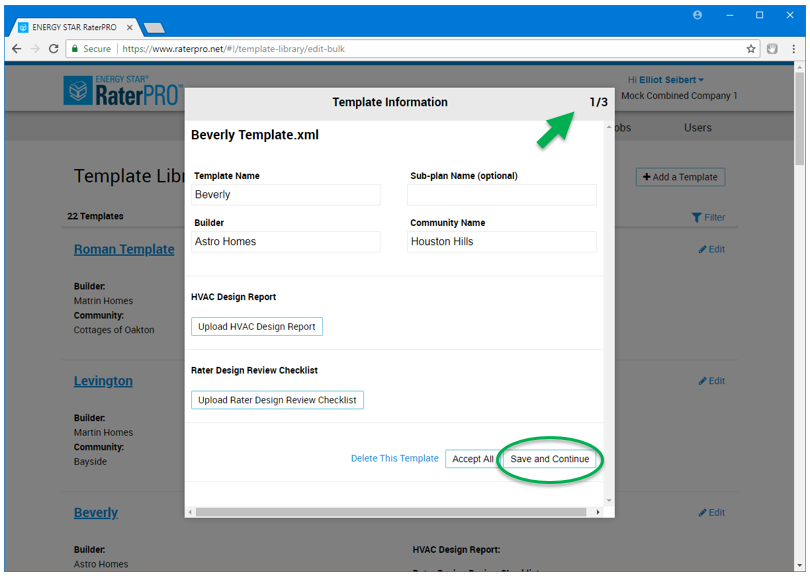 ENERGY STAR RaterPRO
Secure | https://www.raterpro.net/#!/template-library/edit-bulk
ENERGY STAR®
RaterPRO™
Hi Elliot Seibert
Mock Combined Company 1
Template Information 1/3
obs Users
Beverly Template.xml
Template Libr
+ Add a Template
Template Name Sub-plan Name (optional)
Beverly
22 Templates
Filter
Builder Community Name
Astro Homes Houston Hills
Roman Template
Edit
Builder:
Matrin Homes
Community:
Cottages of Oakton
HVAC Design Report
Upload HVAC Design Report
Rater Design Review Checklist
Upload Rater Design Review Checklist
Levington
Edit
Builder:
Martin Homes
Community:
Bayside
Delete This Template Accept All Save and Continue
Beverly
Edit
Builder:
Astro Homes
HVAC Design Report: